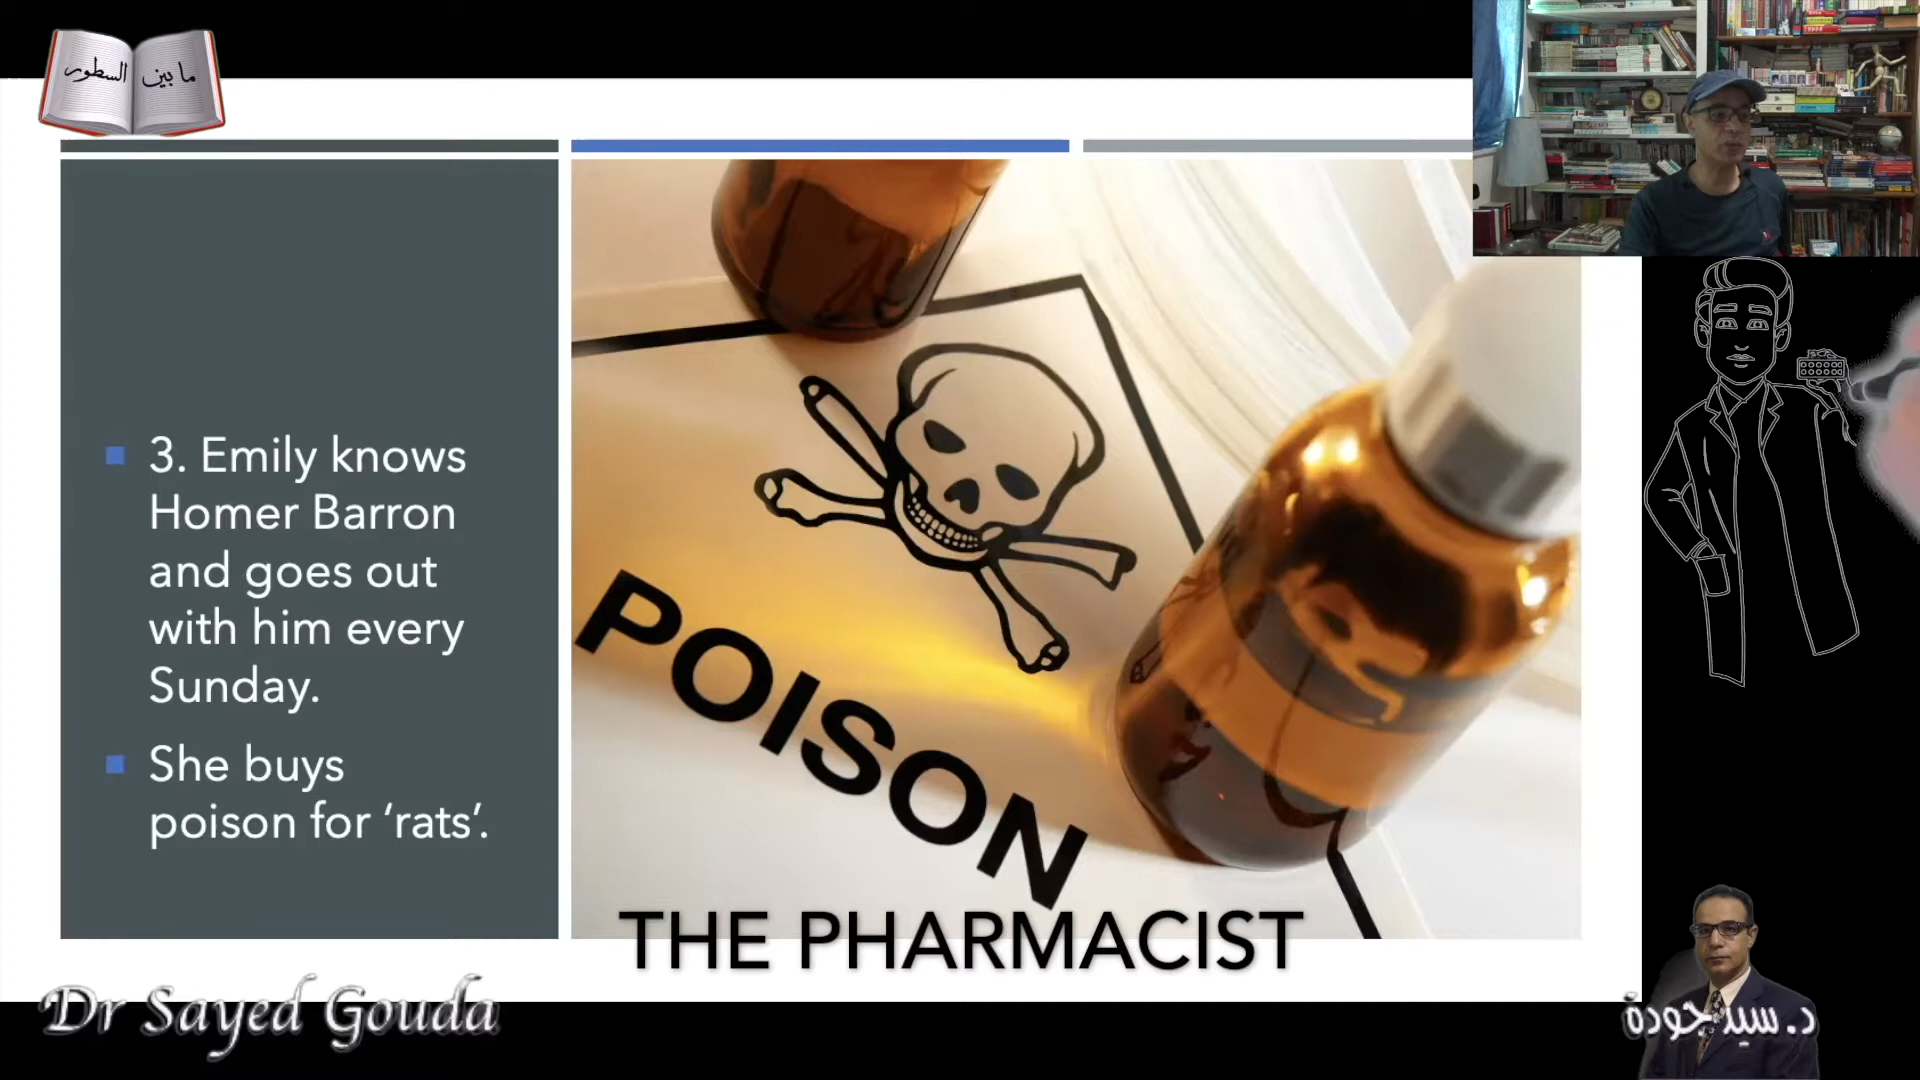 ما بين السطور
3. Emily knows
Homer Barron
and goes out
with him every
Sunday.
She buys
poison for ‘rats’.
POISON
THE PHARMACIST
Dr Sayed Gouda
د. سيد جودة